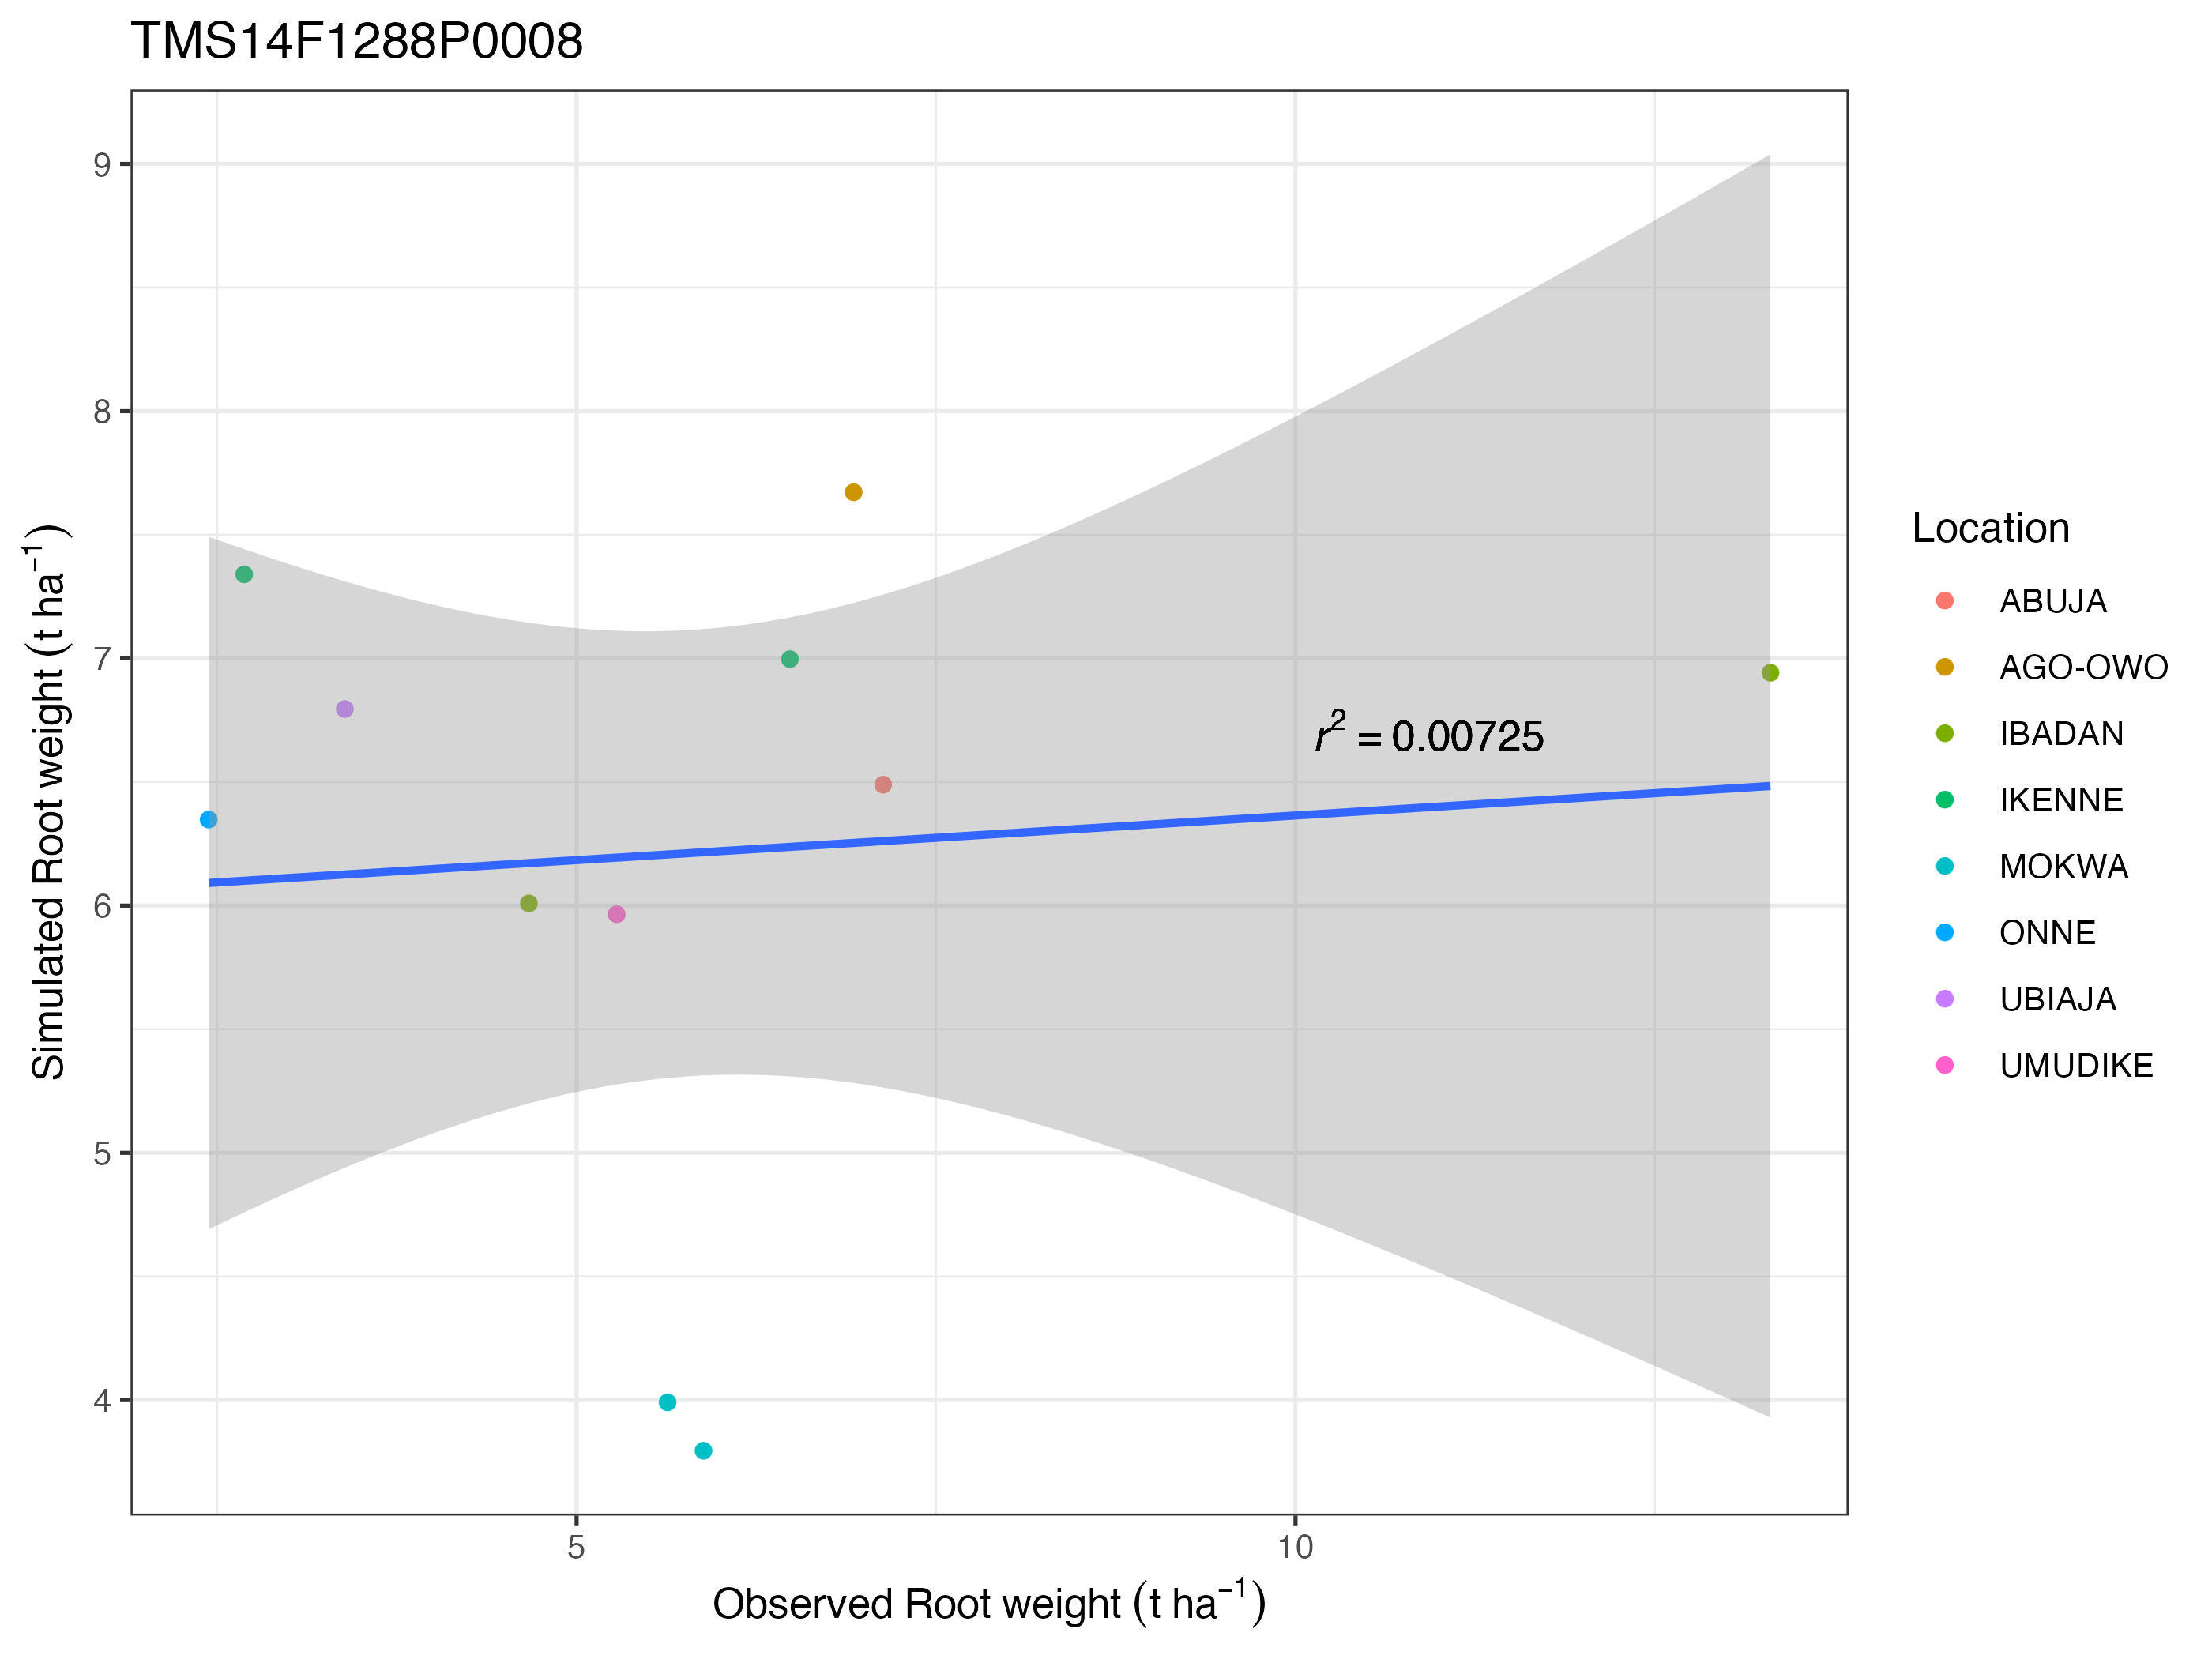 TMS14F1288P0008
Simulated Root weight (t ha⁻¹)
9
8
7
6
5
4
r² = 0.00725
5
10
Observed Root weight (t ha⁻¹)
Location
ABUJA
AGO-OWO
IBADAN
IKENNE
MOKWA
ONNE
UBIAJA
UMUDIKE